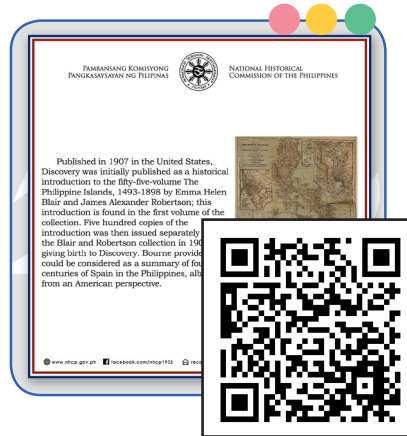 PAMBANSANG KOMISYONG
PANGKASAYSAYAN NG PILIPINAS
NATIONAL HISTORICAL
COMMISSION OF THE PHILIPPINES
Published in 1907 in the United States,
Discovery was initially published as a historical
introduction to the fifty-five-volume The
Philippine Islands, 1493-1898 by Emma Helen
Blair and James Alexander Robertson; this
introduction is found in the first volume of the
collection. Five hundred copies of the
introduction was then issued separately
the Blair and Robertson collection in
giving birth to Discovery. Bourne
could be considered as a summary of
centuries of Spain in the Philippines,
from an American perspective.
www.nhcp.gov.ph facebook.com/nhcp1933